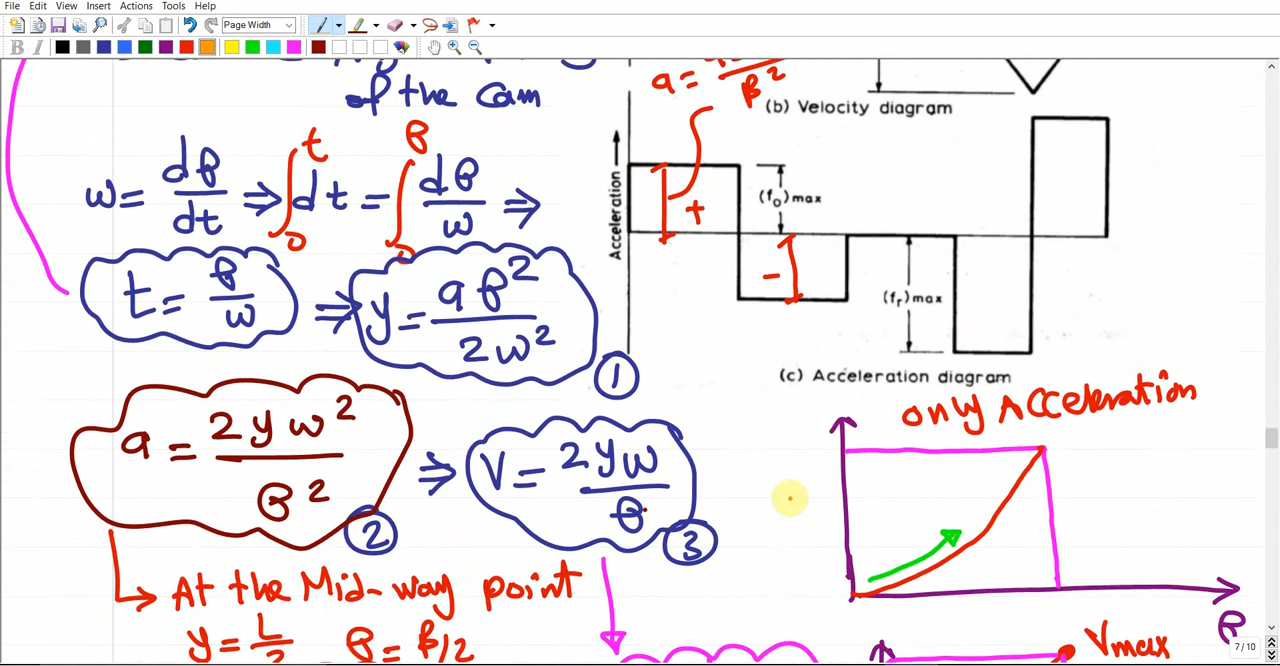 File Edit View Insert Actions Tools Help
Page Width
B I
of the Cam
a =
β²
(b) Velocity diagram
ω = dθ/dt ⇒ ∫₀ᵗ dt = ∫₀^θ dθ/ω ⇒
Acceleration
+
(f₀)max
−
(fᵣ)max
t = θ/ω ⇒ y = aθ²/2ω²
1
(c) Acceleration diagram
only Acceleration
a = 2yω²/θ² ⇒ V = 2yω/θ
2
3
At the Mid-way point
y = L/2 θ = β/2
θ
Vmax
7 / 10